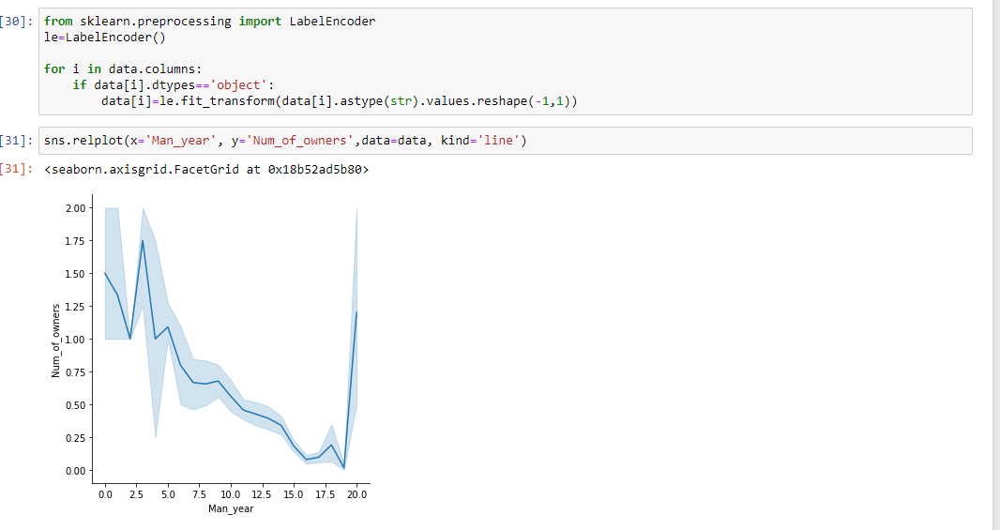 [30]: from sklearn.preprocessing import LabelEncoder
le=LabelEncoder()
for i in data.columns:
    if data[i].dtypes=='object':
        data[i]=le.fit_transform(data[i].astype(str).values.reshape(-1,1))
[31]: sns.relplot(x='Man_year', y='Num_of_owners',data=data, kind='line')
[31]: <seaborn.axisgrid.FacetGrid at 0x18b52ad5b80>
2.00
1.75
1.50
1.25
1.00
0.75
0.50
0.25
0.00
Num_of_owners
0.0 2.5 5.0 7.5 10.0 12.5 15.0 17.5 20.0
Man_year